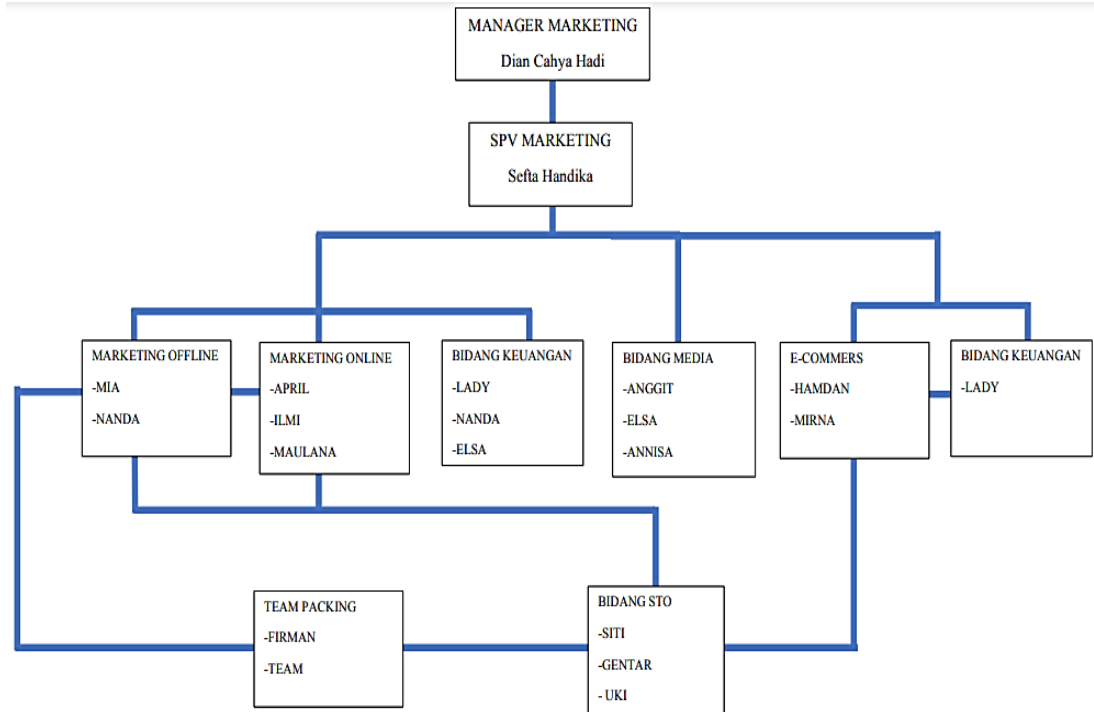 MANAGER MARKETING
Dian Cahya Hadi
SPV MARKETING
Sefta Handika
MARKETING OFFLINE
-MIA
-NANDA
MARKETING ONLINE
-APRIL
-ILMI
-MAULANA
BIDANG KEUANGAN
-LADY
-NANDA
-ELSA
BIDANG MEDIA
-ANGGIT
-ELSA
-ANNISA
E-COMMERS
-HAMDAN
-MIRNA
BIDANG KEUANGAN
-LADY
TEAM PACKING
-FIRMAN
-TEAM
BIDANG STO
-SITI
-GENTAR
- UKI